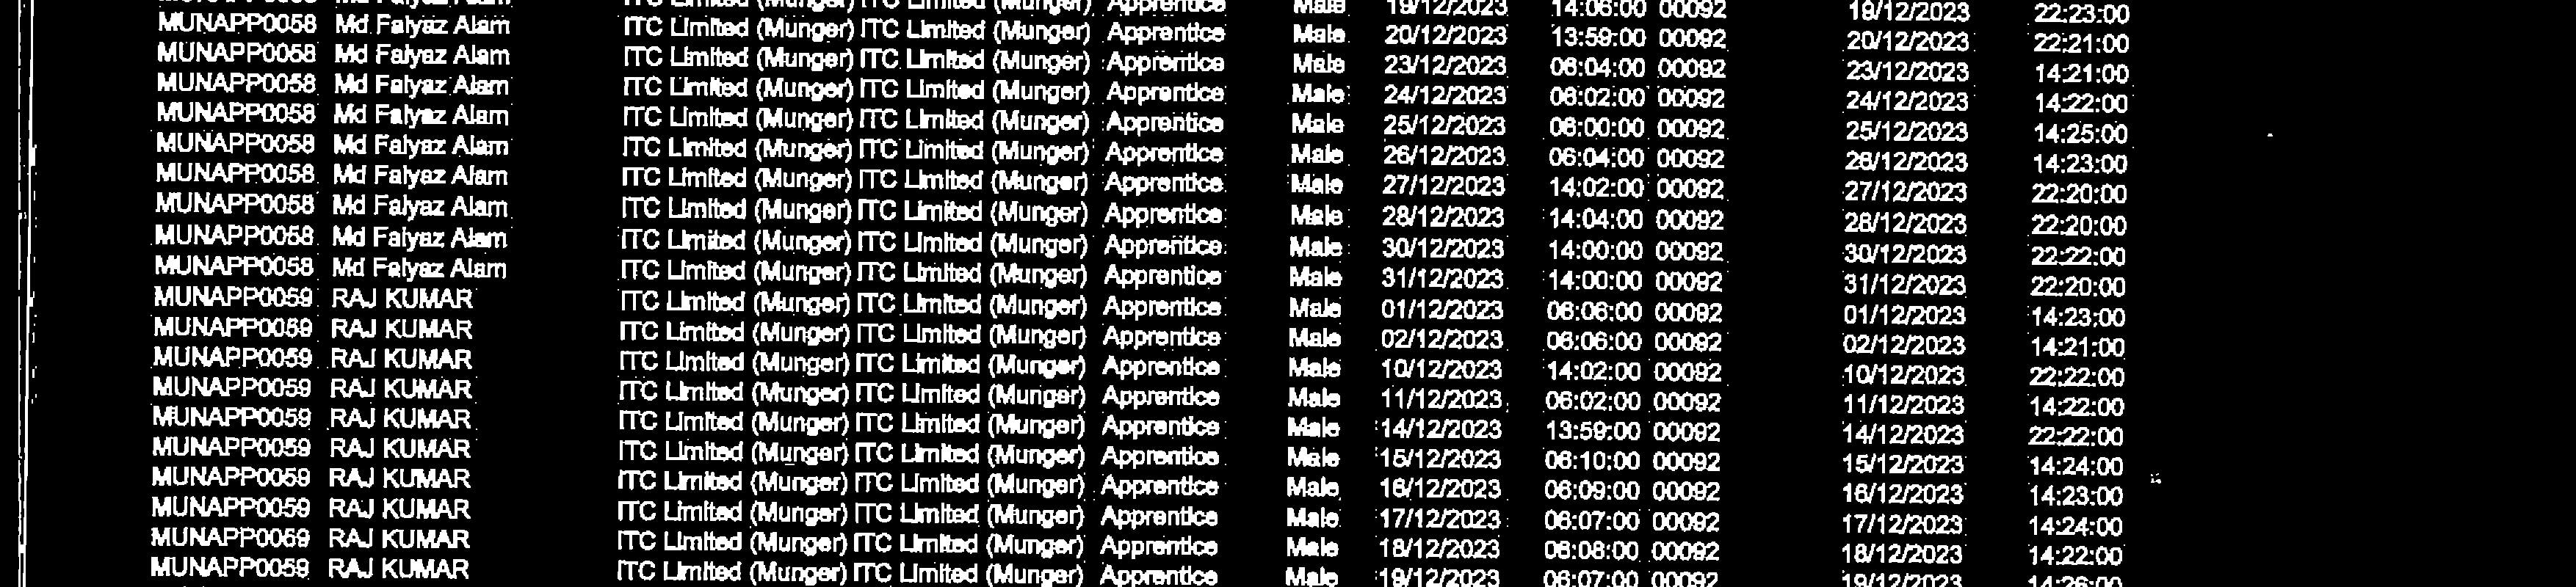 MUNAPP0058 Md Faiyaz Alam ITC Limited (Munger) ITC Limited (Munger) Apprentice Male 19/12/2023 14:06:00 00092 19/12/2023 22:23:00
MUNAPP0058 Md Faiyaz Alam ITC Limited (Munger) ITC Limited (Munger) Apprentice Male 20/12/2023 13:59:00 00092 20/12/2023 22:21:00
MUNAPP0058 Md Faiyaz Alam ITC Limited (Munger) ITC Limited (Munger) Apprentice Male 23/12/2023 06:04:00 00092 23/12/2023 14:21:00
MUNAPP0058 Md Faiyaz Alam ITC Limited (Munger) ITC Limited (Munger) Apprentice Male 24/12/2023 06:02:00 00092 24/12/2023 14:22:00
MUNAPP0058 Md Faiyaz Alam ITC Limited (Munger) ITC Limited (Munger) Apprentice Male 25/12/2023 06:00:00 00092 25/12/2023 14:25:00
MUNAPP0058 Md Faiyaz Alam ITC Limited (Munger) ITC Limited (Munger) Apprentice Male 26/12/2023 06:04:00 00092 26/12/2023 14:23:00
MUNAPP0058 Md Faiyaz Alam ITC Limited (Munger) ITC Limited (Munger) Apprentice Male 27/12/2023 14:02:00 00092 27/12/2023 22:20:00
MUNAPP0058 Md Faiyaz Alam ITC Limited (Munger) ITC Limited (Munger) Apprentice Male 28/12/2023 14:04:00 00092 28/12/2023 22:20:00
MUNAPP0058 Md Faiyaz Alam ITC Limited (Munger) ITC Limited (Munger) Apprentice Male 30/12/2023 14:00:00 00092 30/12/2023 22:22:00
MUNAPP0058 Md Faiyaz Alam ITC Limited (Munger) ITC Limited (Munger) Apprentice Male 31/12/2023 14:00:00 00092 31/12/2023 22:20:00
MUNAPP0059 RAJ KUMAR ITC Limited (Munger) ITC Limited (Munger) Apprentice Male 01/12/2023 06:06:00 00092 01/12/2023 14:23:00
MUNAPP0059 RAJ KUMAR ITC Limited (Munger) ITC Limited (Munger) Apprentice Male 02/12/2023 06:06:00 00092 02/12/2023 14:21:00
MUNAPP0059 RAJ KUMAR ITC Limited (Munger) ITC Limited (Munger) Apprentice Male 10/12/2023 14:02:00 00092 10/12/2023 22:22:00
MUNAPP0059 RAJ KUMAR ITC Limited (Munger) ITC Limited (Munger) Apprentice Male 11/12/2023 06:02:00 00092 11/12/2023 14:22:00
MUNAPP0059 RAJ KUMAR ITC Limited (Munger) ITC Limited (Munger) Apprentice Male 14/12/2023 13:59:00 00092 14/12/2023 22:22:00
MUNAPP0059 RAJ KUMAR ITC Limited (Munger) ITC Limited (Munger) Apprentice Male 15/12/2023 06:10:00 00092 15/12/2023 14:24:00
MUNAPP0059 RAJ KUMAR ITC Limited (Munger) ITC Limited (Munger) Apprentice Male 16/12/2023 06:09:00 00092 16/12/2023 14:23:00
MUNAPP0059 RAJ KUMAR ITC Limited (Munger) ITC Limited (Munger) Apprentice Male 17/12/2023 06:07:00 00092 17/12/2023 14:24:00
MUNAPP0059 RAJ KUMAR ITC Limited (Munger) ITC Limited (Munger) Apprentice Male 18/12/2023 06:08:00 00092 18/12/2023 14:22:00
MUNAPP0059 RAJ KUMAR ITC Limited (Munger) ITC Limited (Munger) Apprentice Male 19/12/2023 06:07:00 00092 19/12/2023 14:26:00